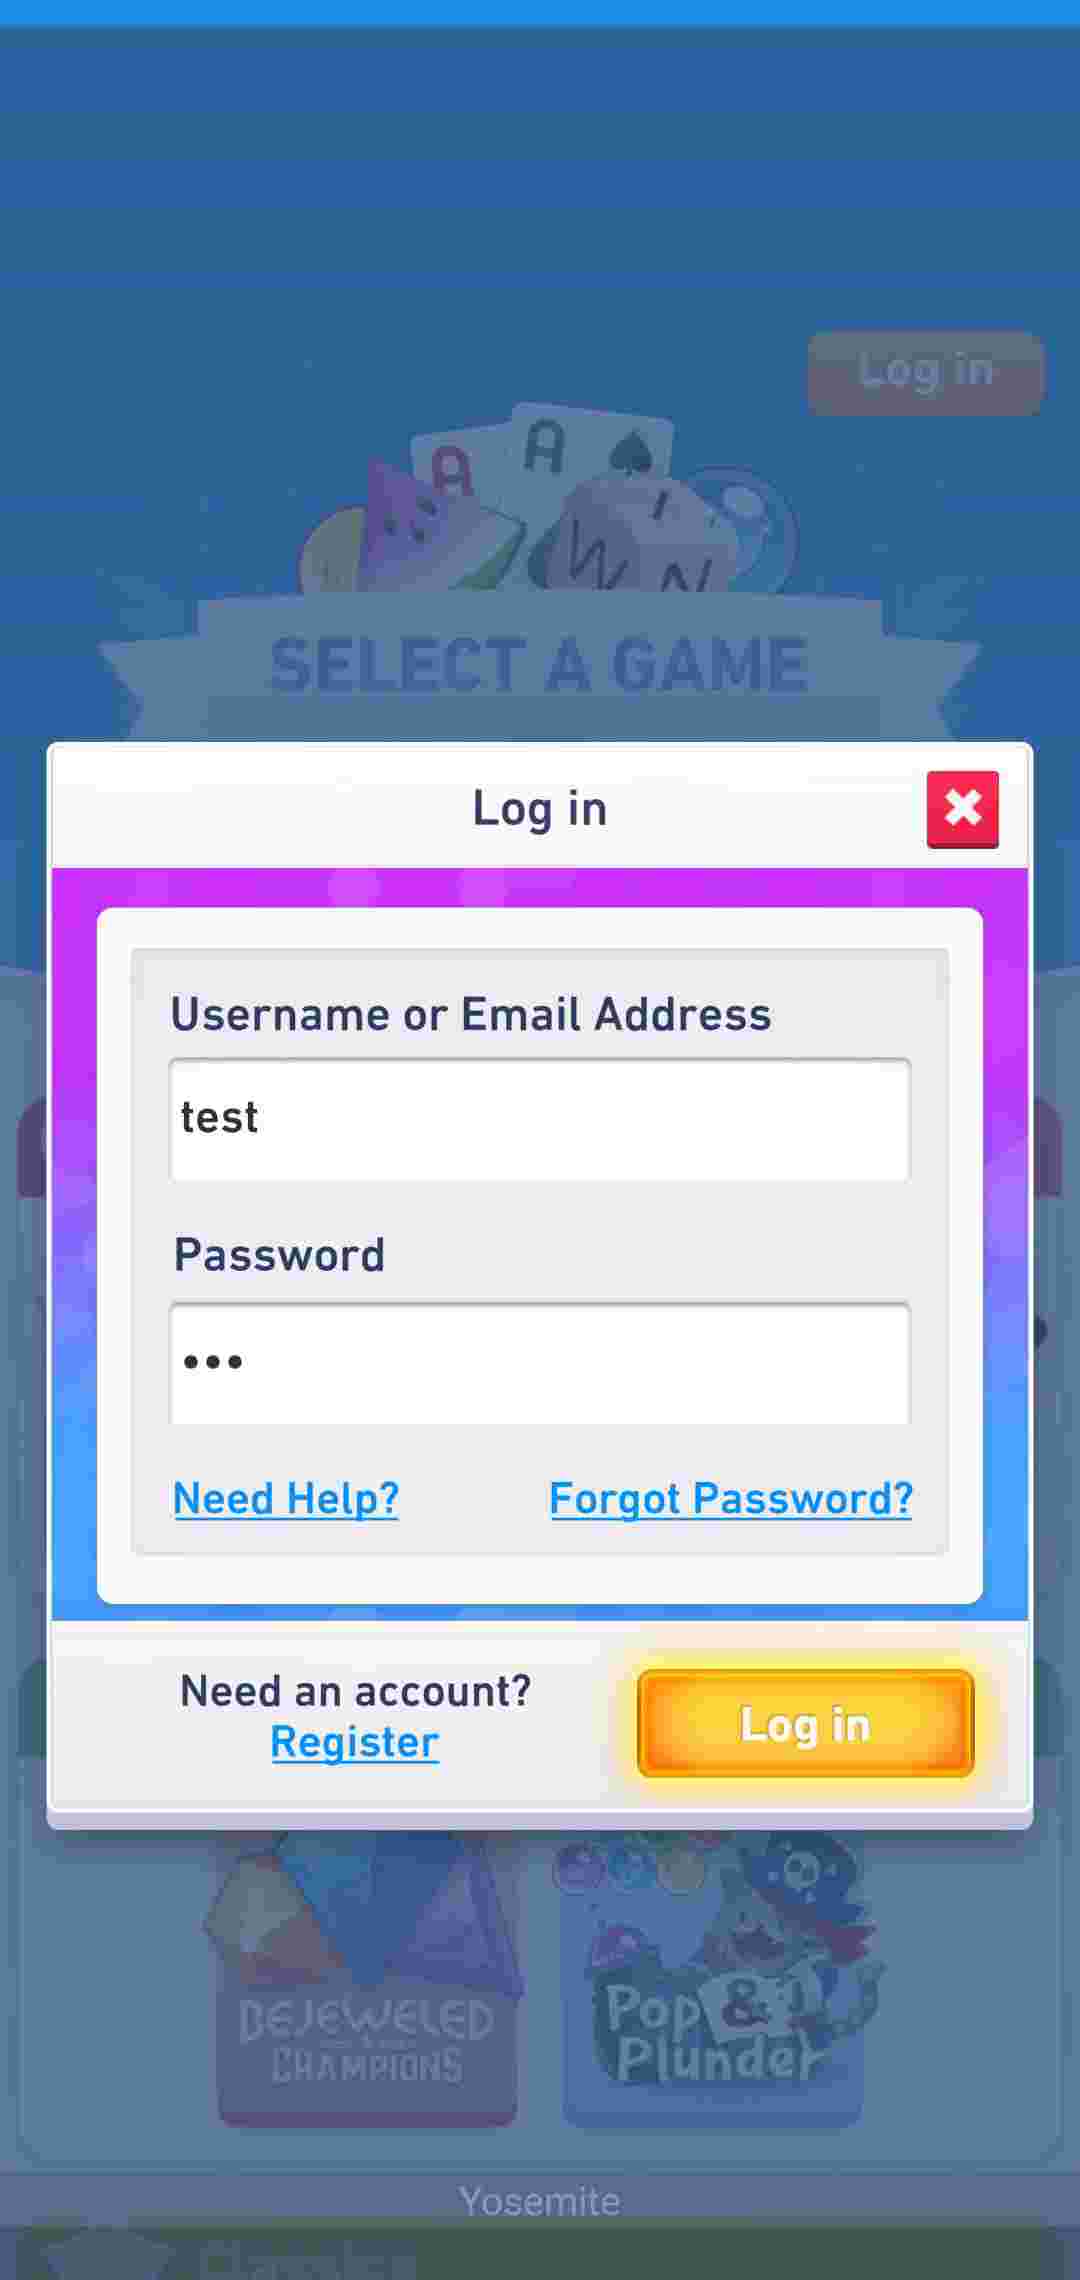 Log in
A
A
W
I
N
SELECT A GAME
Log in
Username or Email Address
test
Password
•••
Need Help?
Forgot Password?
Need an account?
Register
Log in
BEJEWELED
CHAMPIONS
Pop &
Plunder
Yosemite